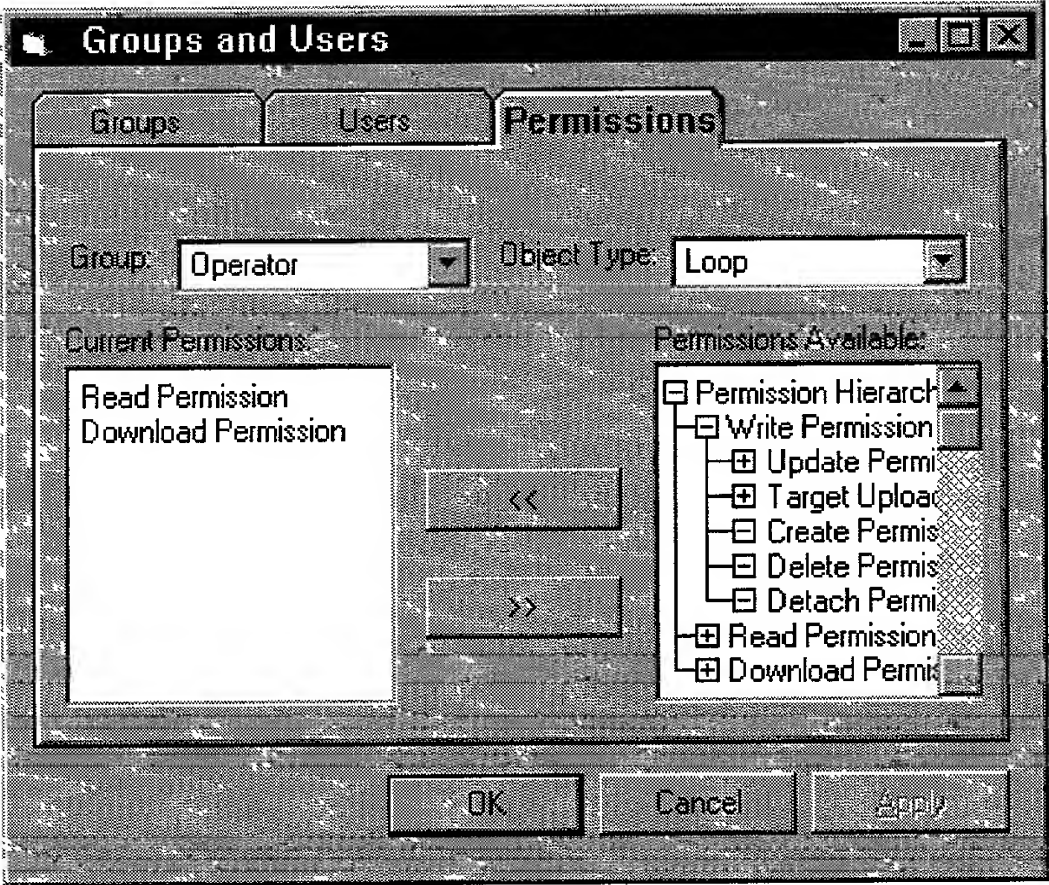 Groups and Users
Groups Users Permissions
Group: Operator Object Type: Loop
Current Permissions: Permissions Available:
Read Permission
Download Permission
Permission Hierarch
Write Permission
Update Permi
Target Upload
Create Permis
Delete Permis
Detach Permi
Read Permission
Download Permis
<<
>>
OK Cancel Apply